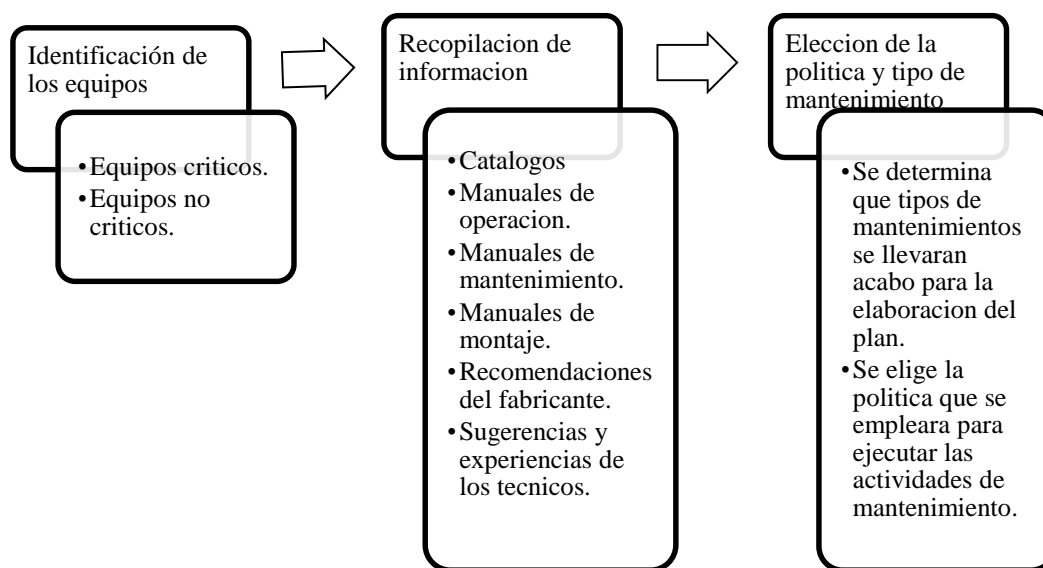 Identificación de
los equipos
•Equipos criticos.
•Equipos no
criticos.
Recopilacion de
informacion
•Catalogos
•Manuales de
operacion.
•Manuales de
mantenimiento.
•Manuales de
montaje.
•Recomendaciones
del fabricante.
•Sugerencias y
experiencias de
los tecnicos.
Eleccion de la
politica y tipo de
mantenimiento
•Se determina
que tipos de
mantenimientos
se llevaran
acabo para la
elaboracion del
plan.
•Se elige la
politica que se
empleara para
ejecutar las
actividades de
mantenimiento.